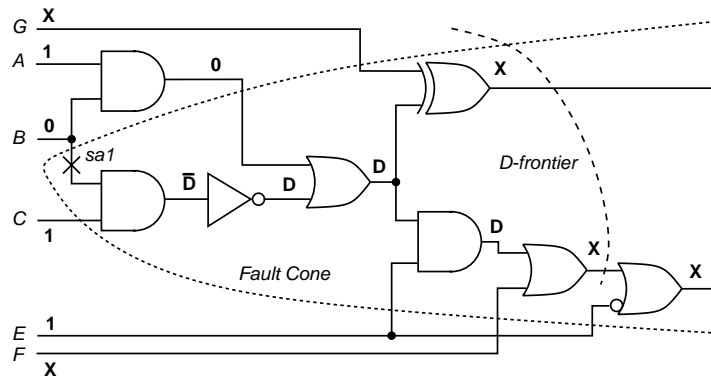 G X
A 1
0
X
B 0
sa1
D̅ D D
D-frontier
C 1
D
X
X
Fault Cone
E 1
F X